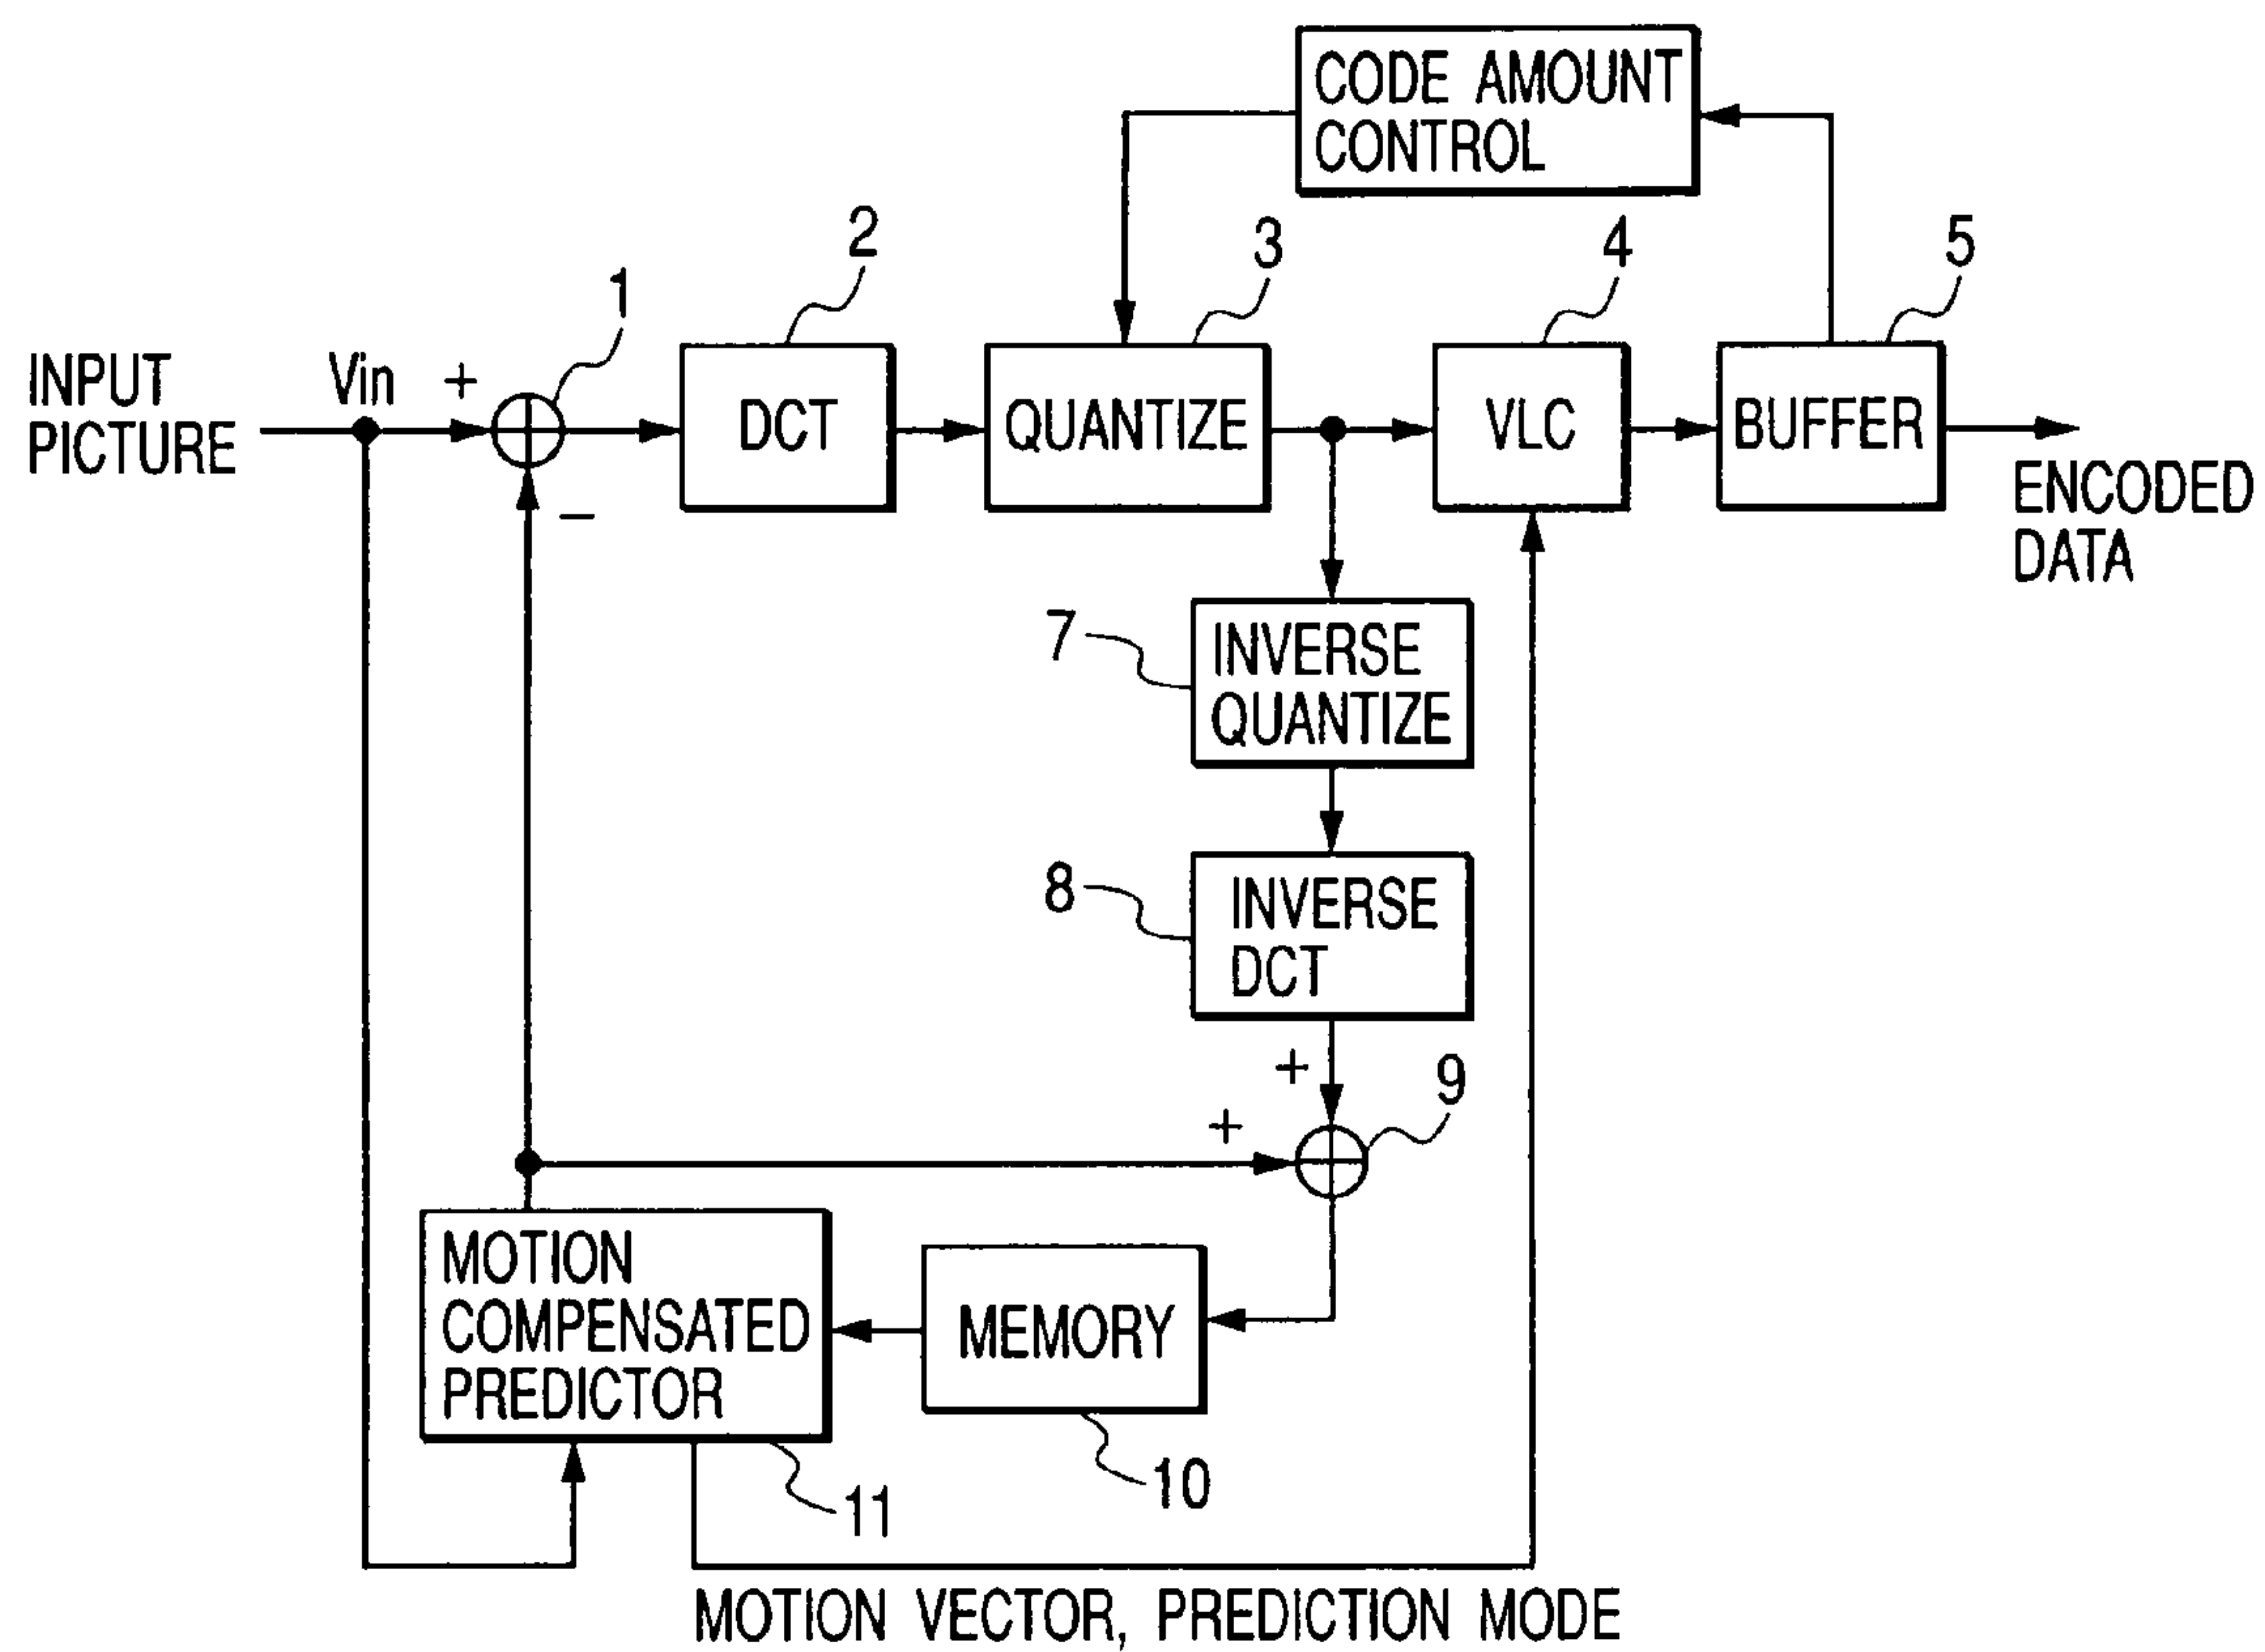 CODE AMOUNT
CONTROL
2
3
4
5
1
INPUT
PICTURE
Vin
+
−
DCT
QUANTIZE
VLC
BUFFER
ENCODED
DATA
7
INVERSE
QUANTIZE
8
INVERSE
DCT
+
+
9
MOTION
COMPENSATED
PREDICTOR
MEMORY
10
11
MOTION VECTOR, PREDICTION MODE